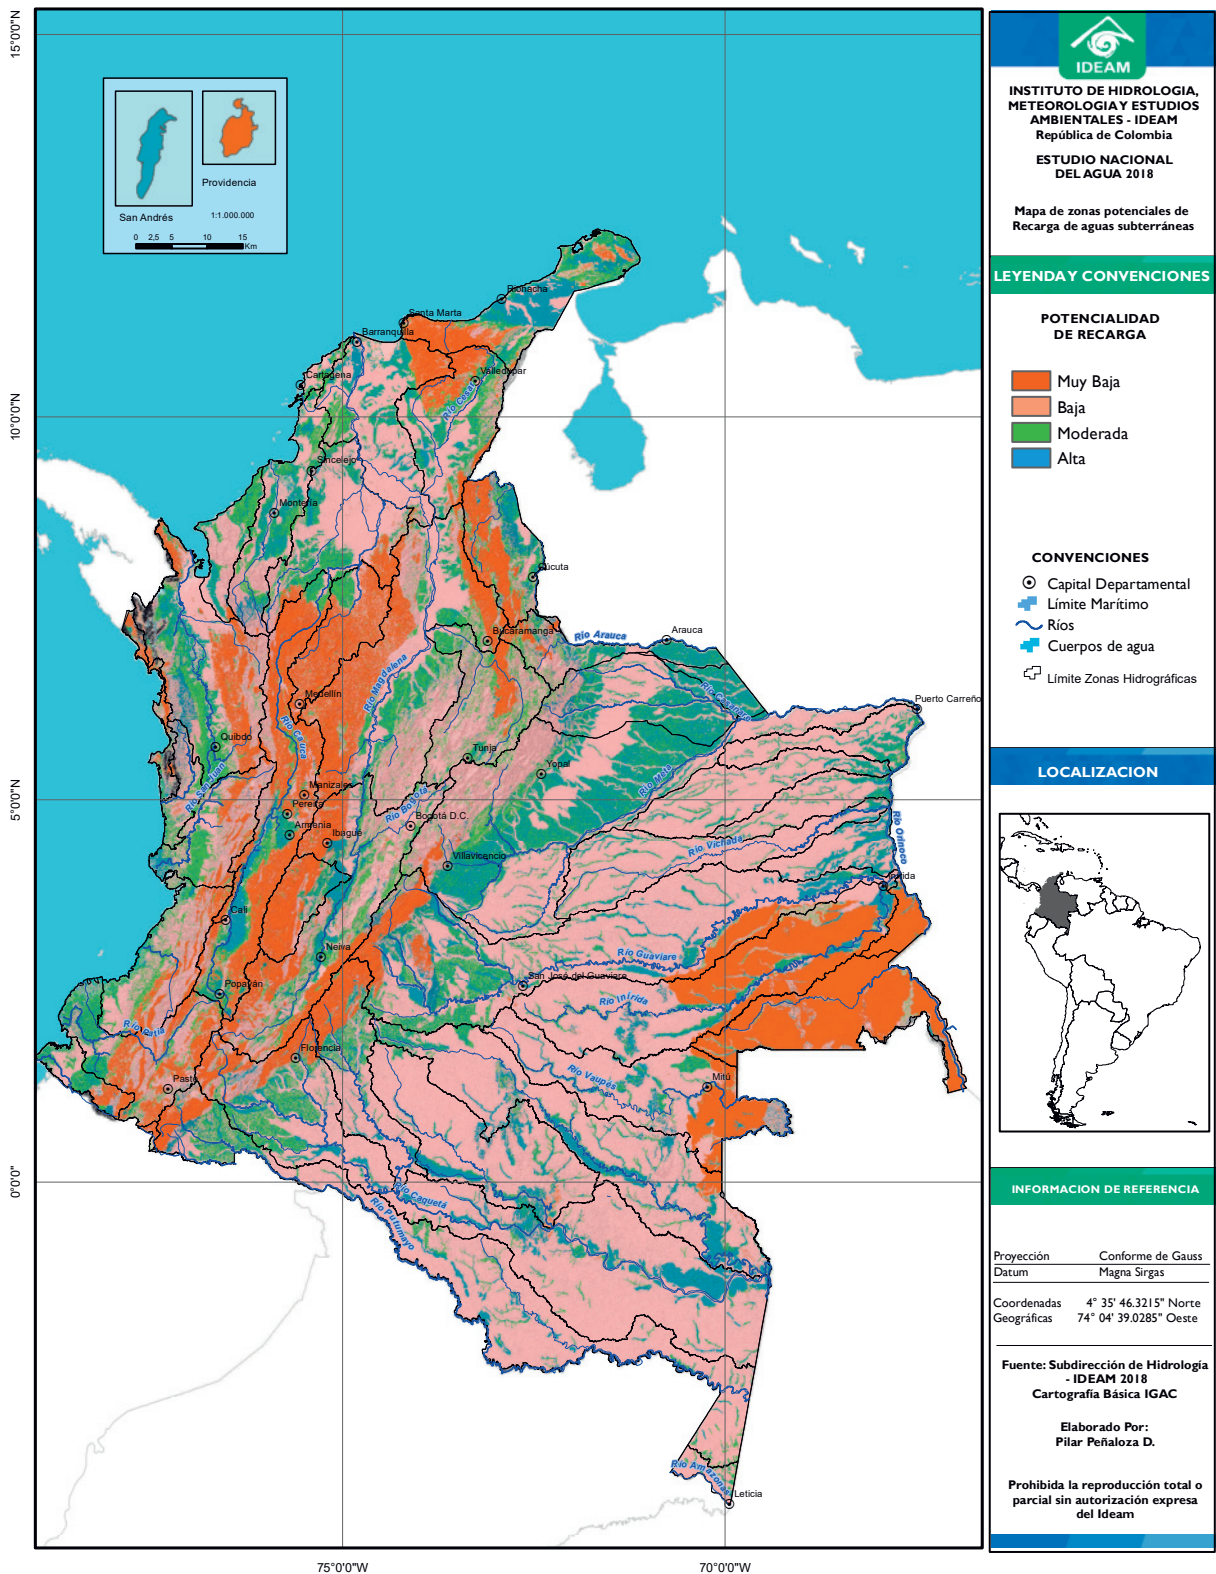 15°0'0"N
10°0'0"N
5°0'0"N
0°0'0"
75°0'0"W
70°0'0"W
San Andrés
Providencia
1:1.000.000
0 2,5 5 10 15
Km
Riohacha
Santa Marta
Barranquilla
Cartagena
Valledupar
Río Cesar
Sincelejo
Montería
Cúcuta
Bucaramanga
Río Arauca
Arauca
Río Magdalena
Río Casanare
Puerto Carreño
Medellín
Río Cauca
Quibdo
Río San Juan
Tunja
Yopal
Río Meta
Manizales
Pereira
Río Bogotá
Bogotá D.C.
Armenia
Ibagué
Río Orinoco
Río Vichada
Villavicencio
Inírida
Cali
Neiva
Río Guaviare
San José del Guaviare
Popayán
Río Inírida
Río Patía
Florencia
Río Vaupés
Mitú
Pasto
Río Caquetá
Río Putumayo
Río Amazonas
Leticia
IDEAM
INSTITUTO DE HIDROLOGIA,
METEOROLOGIA Y ESTUDIOS
AMBIENTALES - IDEAM
República de Colombia
ESTUDIO NACIONAL
DEL AGUA 2018
Mapa de zonas potenciales de
Recarga de aguas subterráneas
LEYENDA Y CONVENCIONES
POTENCIALIDAD
DE RECARGA
Muy Baja
Baja
Moderada
Alta
CONVENCIONES
Capital Departamental
Límite Marítimo
Ríos
Cuerpos de agua
Límite Zonas Hidrográficas
LOCALIZACION
INFORMACION DE REFERENCIA
Proyección Conforme de Gauss
Datum Magna Sirgas
Coordenadas 4° 35' 46.3215" Norte
Geográficas 74° 04' 39.0285" Oeste
Fuente: Subdirección de Hidrología
- IDEAM 2018
Cartografía Básica IGAC
Elaborado Por:
Pilar Peñaloza D.
Prohibida la reproducción total o
parcial sin autorización expresa
del Ideam